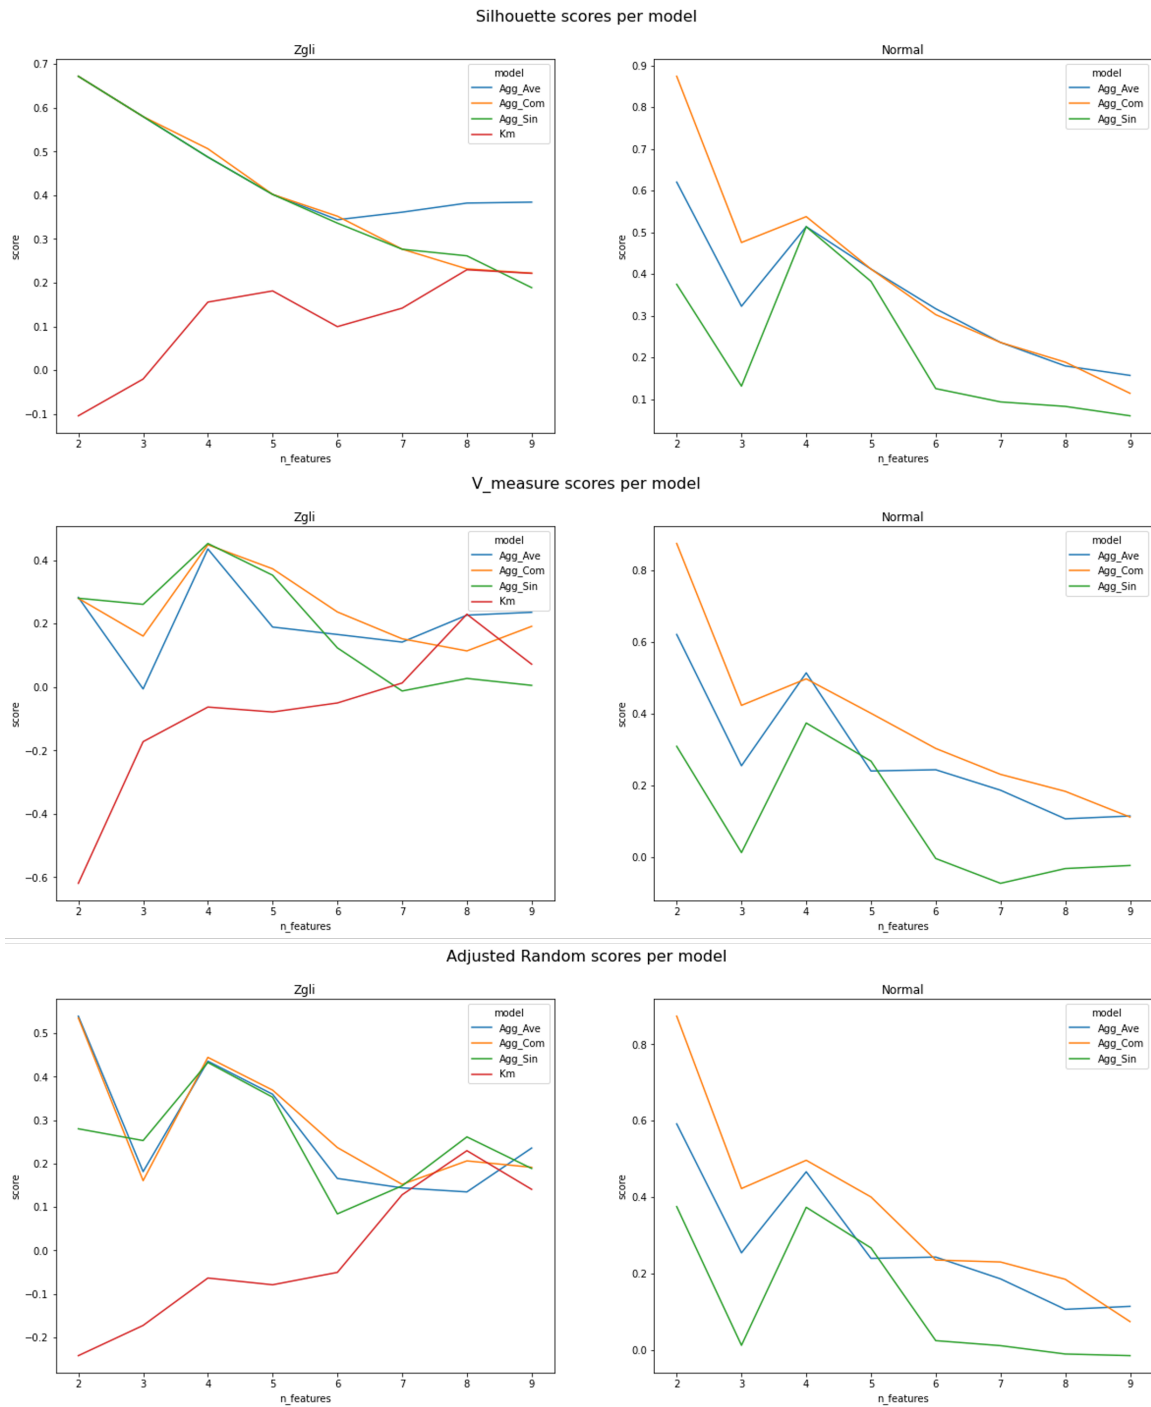 Silhouette scores per model
Zgli
score
0.7
0.6
0.5
0.4
0.3
0.2
0.1
0.0
−0.1
2 3 4 5 6 7 8 9
n_features
model
Agg_Ave
Agg_Com
Agg_Sin
Km
Normal
score
0.9
0.8
0.7
0.6
0.5
0.4
0.3
0.2
0.1
2 3 4 5 6 7 8 9
n_features
model
Agg_Ave
Agg_Com
Agg_Sin
V_measure scores per model
Zgli
score
0.4
0.2
0.0
−0.2
−0.4
−0.6
2 3 4 5 6 7 8 9
n_features
model
Agg_Ave
Agg_Com
Agg_Sin
Km
Normal
score
0.8
0.6
0.4
0.2
0.0
2 3 4 5 6 7 8 9
n_features
model
Agg_Ave
Agg_Com
Agg_Sin
Adjusted Random scores per model
Zgli
score
0.5
0.4
0.3
0.2
0.1
0.0
−0.1
−0.2
2 3 4 5 6 7 8 9
n_features
model
Agg_Ave
Agg_Com
Agg_Sin
Km
Normal
score
0.8
0.6
0.4
0.2
0.0
2 3 4 5 6 7 8 9
n_features
model
Agg_Ave
Agg_Com
Agg_Sin